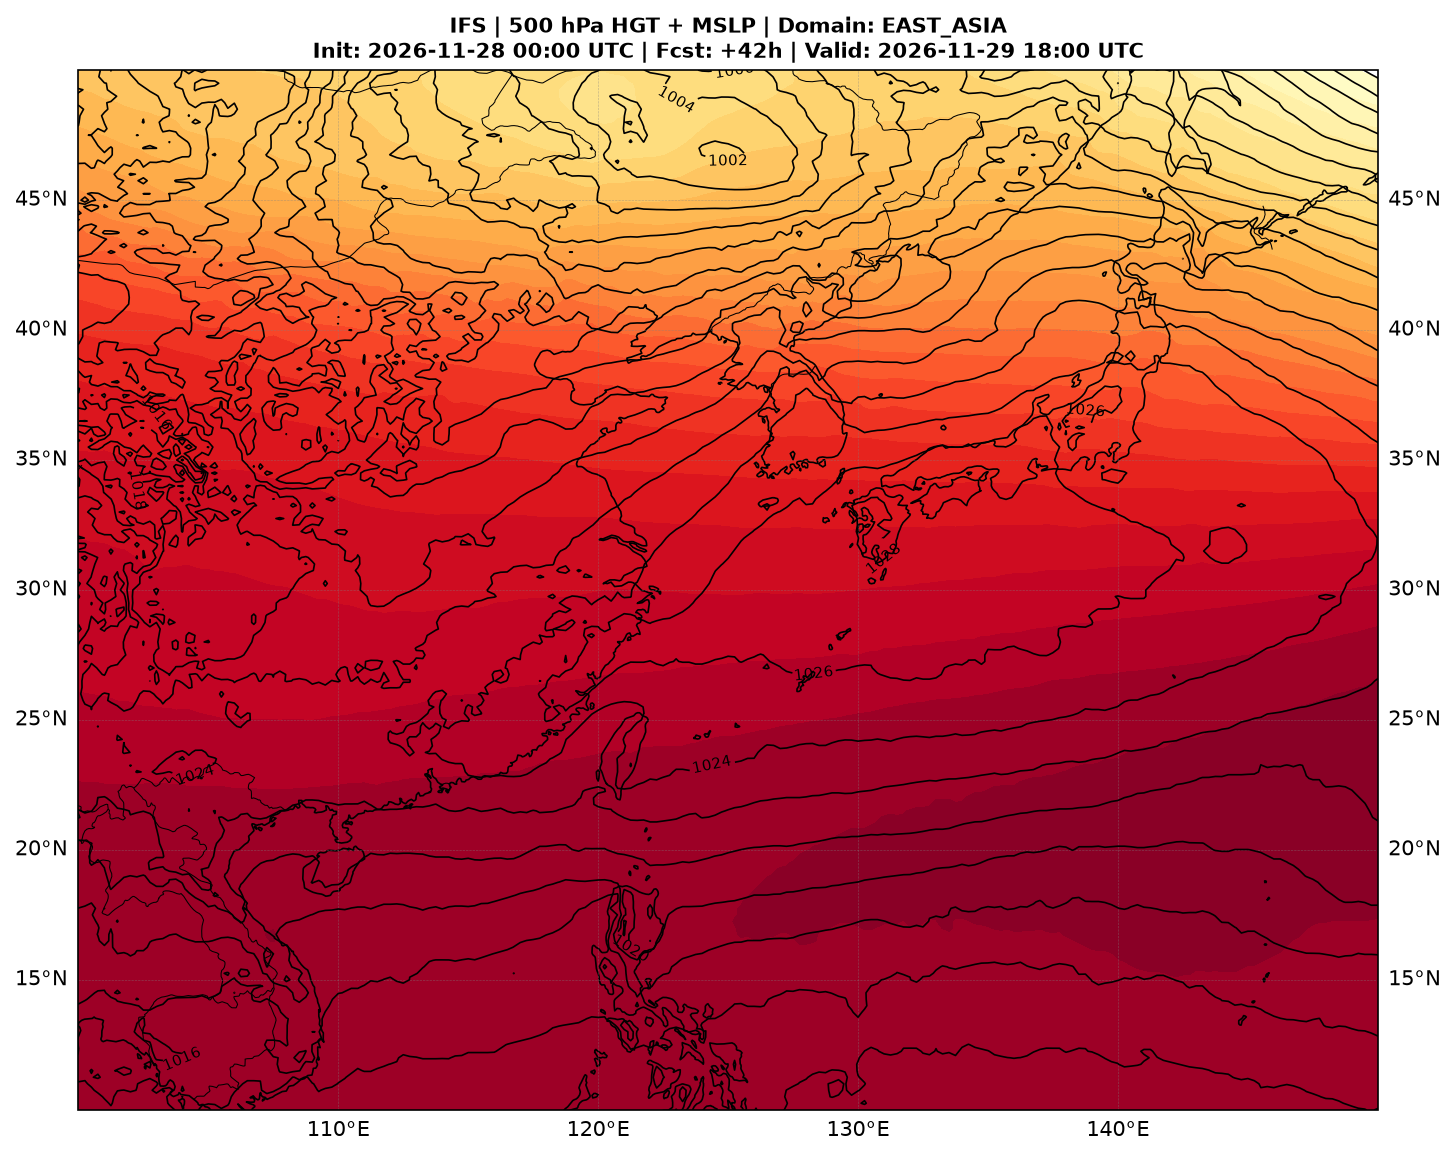 IFS | 500 hPa HGT + MSLP | Domain: EAST_ASIA
Init: 2026-11-28 00:00 UTC | Fcst: +42h | Valid: 2026-11-29 18:00 UTC
1004
1002
45°N
45°N
40°N
40°N
1026
35°N
35°N
1018
1028
30°N
30°N
1026
25°N
25°N
1024
1024
20°N
20°N
15°N
15°N
1016
110°E
120°E
130°E
140°E